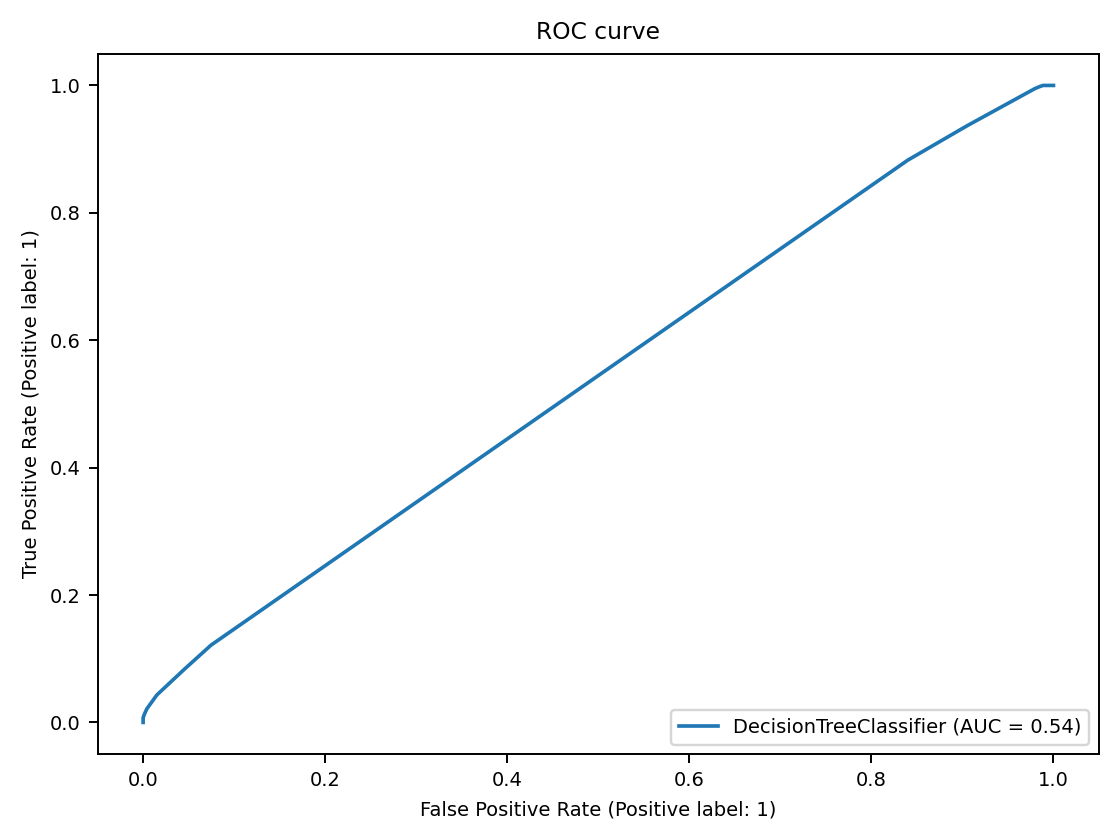 ROC curve
True Positive Rate (Positive label: 1)
1.0
0.8
0.6
0.4
0.2
0.0
DecisionTreeClassifier (AUC = 0.54)
0.0 0.2 0.4 0.6 0.8 1.0
False Positive Rate (Positive label: 1)